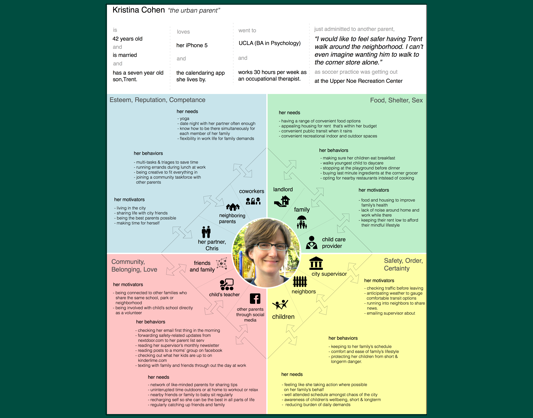 Kristina Cohen "the urban parent"
is
42 years old
and
is married
and
has a seven year old
son,Trent.
loves
her iPhone 5
and
the calendaring app
she lives by.
went to
UCLA (BA in Psychology)
and
works 30 hours per week as
an occupational therapist.
just admitted to another parent,
"I would like to feel safer having Trent
walk around the neighborhood. I can't
even imagine wanting him to walk to
the corner store alone."
as soccer practice was getting out
at the Upper Noe Recreation Center
Esteem, Reputation, Competance
her needs
- yoga
- date night with her partner often
- know how to be there simultaneously for
each member of her family
- flexibility in work life for family demands
her behaviors
- multi-tasks & triages to save time
- running errands during lunch at work
- being creative to fit everything in
- joining a community taskforce with
other parents
her motivators
- living in the city
- sharing life with city friends
- being the best parents possible
- making time for herself
coworkers
neighboring
parents
her partner,
Chris
Food, Shelter, Sex
her needs
- having a range of convenient food options
- appealing housing for rent that's within her budget
- convenient public transit when it rains
- convenient recreational indoor and outdoor spaces
her behaviors
- making sure her children eat breakfast
- walks youngest child to daycare
- stopping at the playground before dinner
- buying last minute ingredients at the corner grocer
- opting for nearby restaurants instead of cooking
her motivators
- food and housing to improve
family's health
- lack of noise around home and
work while there
- keeping their rent low to afford
their mindful lifestyle
landlord
family
child care
provider
Community,
Belonging, Love
friends
and family
child's teacher
other parents
through social
media
her motivators
- being connected to other families who
share the same school, park or
neighborhood
- being involved with child's school directly
as a volunteer
her behaviors
- checking her email first thing in the morning
- forwarding safety-related updates from
nextdoor.com to her parent list serv
- reading her supervisor's monthly newsletter
- reading posts to a moms' group on facebook
- checking out what her kids are up to on
kinderlime.com
- texting with family and friends through out the day at work
her needs
- network of like-minded parents for sharing tips
- uninterrupted time outdoors or at home to workout or relax
- nearby friends or family to baby sit regularly
- recharging self so she can be the best in all parts of life
- regularly catching up friends and family
Safety, Order,
Certainty
city supervisor
neighbors
children
her motivators
- checking traffic before leaving
- anticipating weather to gauge
comfortable transit options
- running into neighbors to share
news
- emailing supervisor about
her behaviors
- keeping to her family's schedule
- comfort and ease of family's lifestyle
- protecting her children from short &
longterm danger
her needs
- feeling like she taking action where possible
on her family's behalf
- well attended schedule amongst chaos of the city
- awareness of children's wellbeing, short & longterm
- reducing burden of daily demands